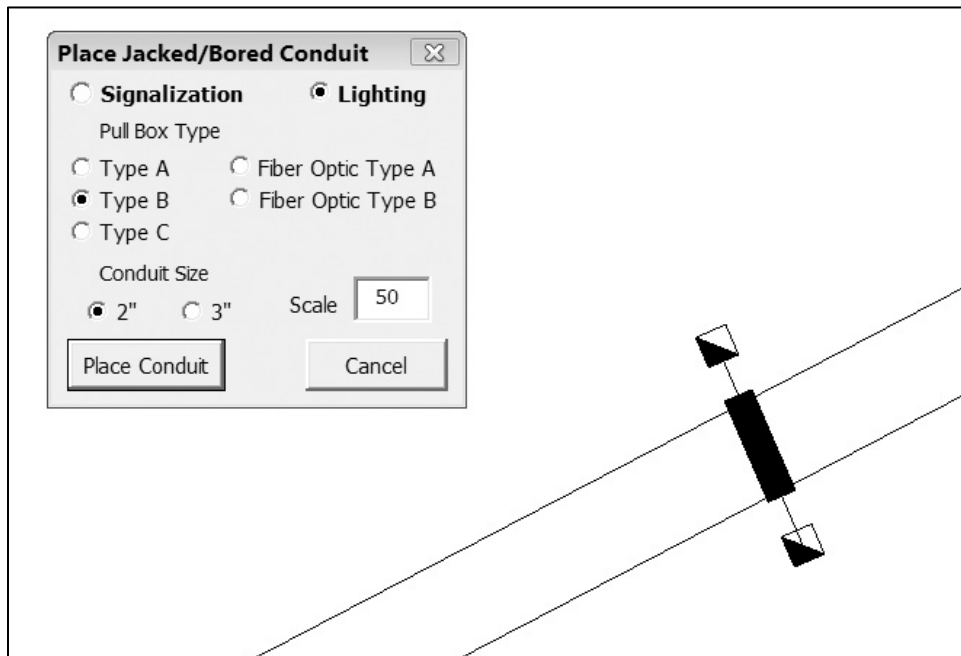 Place Jacked/Bored Conduit
Signalization Lighting
Pull Box Type
Type A Fiber Optic Type A
Type B Fiber Optic Type B
Type C
Conduit Size
2" 3" Scale 50
Place Conduit Cancel